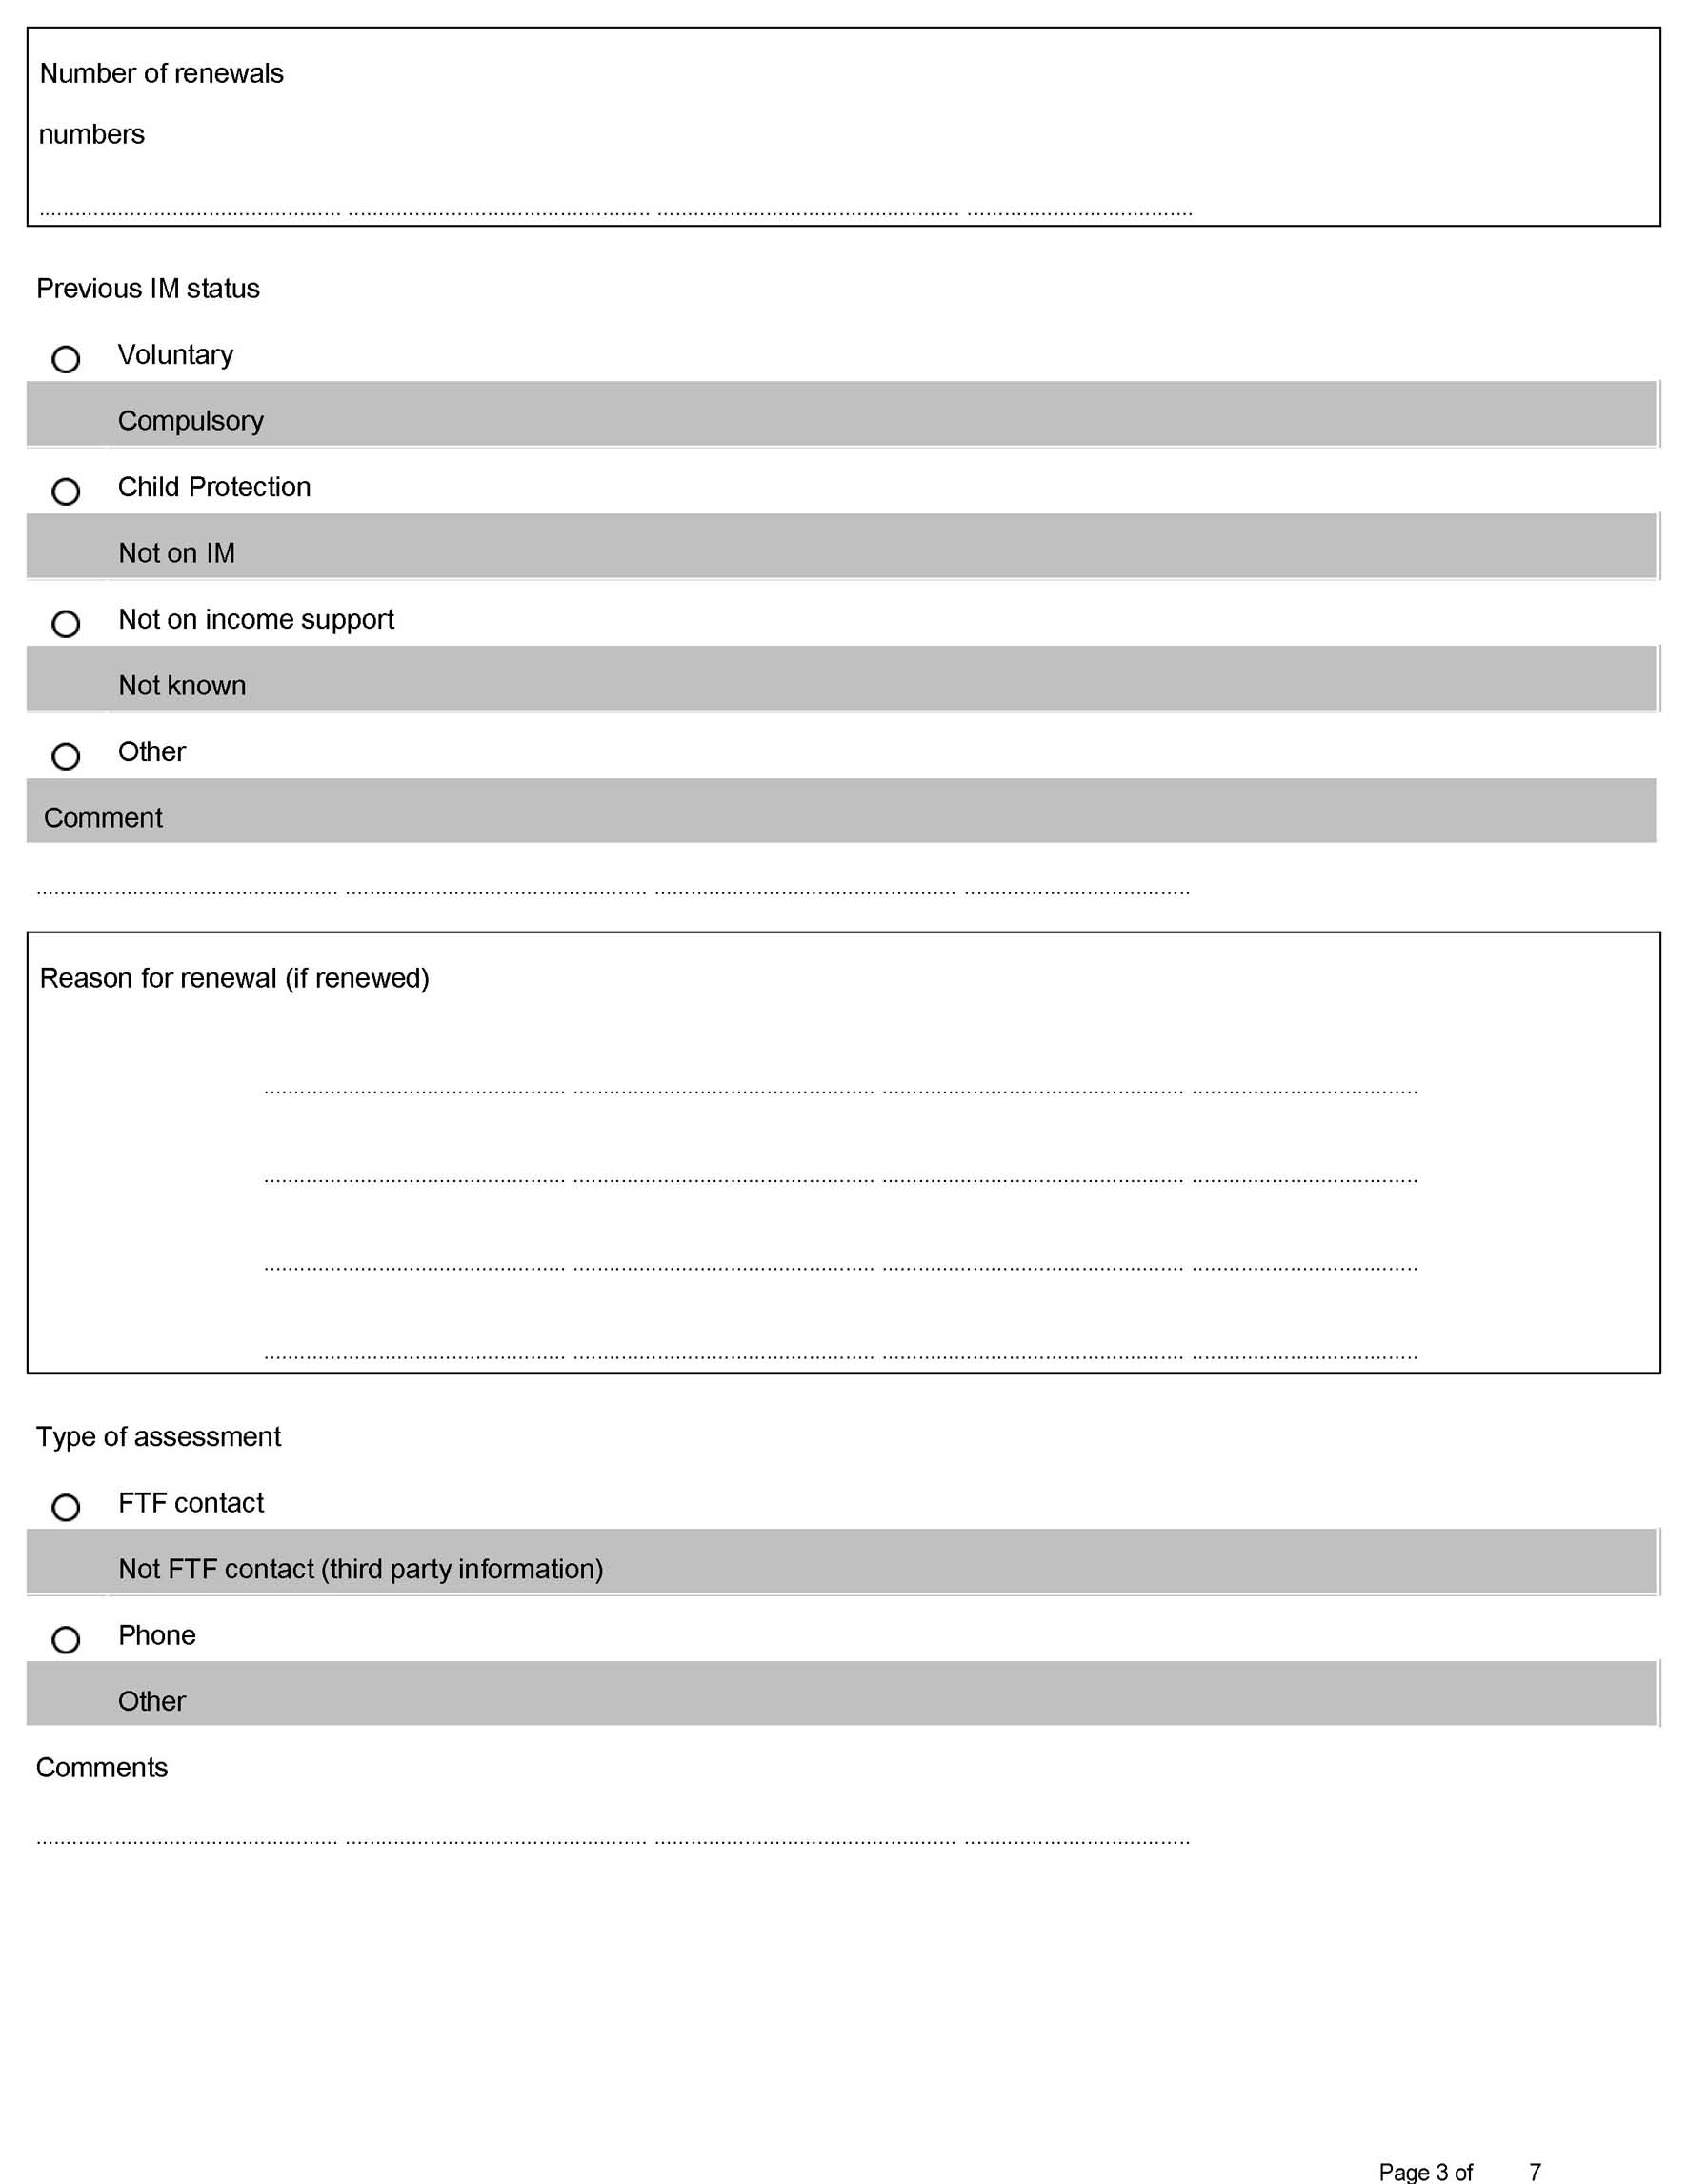 Number of renewals
numbers
................................................ ................................................ ................................................ ....................................
Previous IM status
Voluntary
Compulsory
Child Protection
Not on IM
Not on income support
Not known
Other
Comment
................................................ ................................................ ................................................ ....................................
Reason for renewal (if renewed)
................................................ ................................................ ................................................ ....................................
................................................ ................................................ ................................................ ....................................
................................................ ................................................ ................................................ ....................................
................................................ ................................................ ................................................ ....................................
Type of assessment
FTF contact
Not FTF contact (third party information)
Phone
Other
Comments
................................................ ................................................ ................................................ ....................................
Page 3 of 7